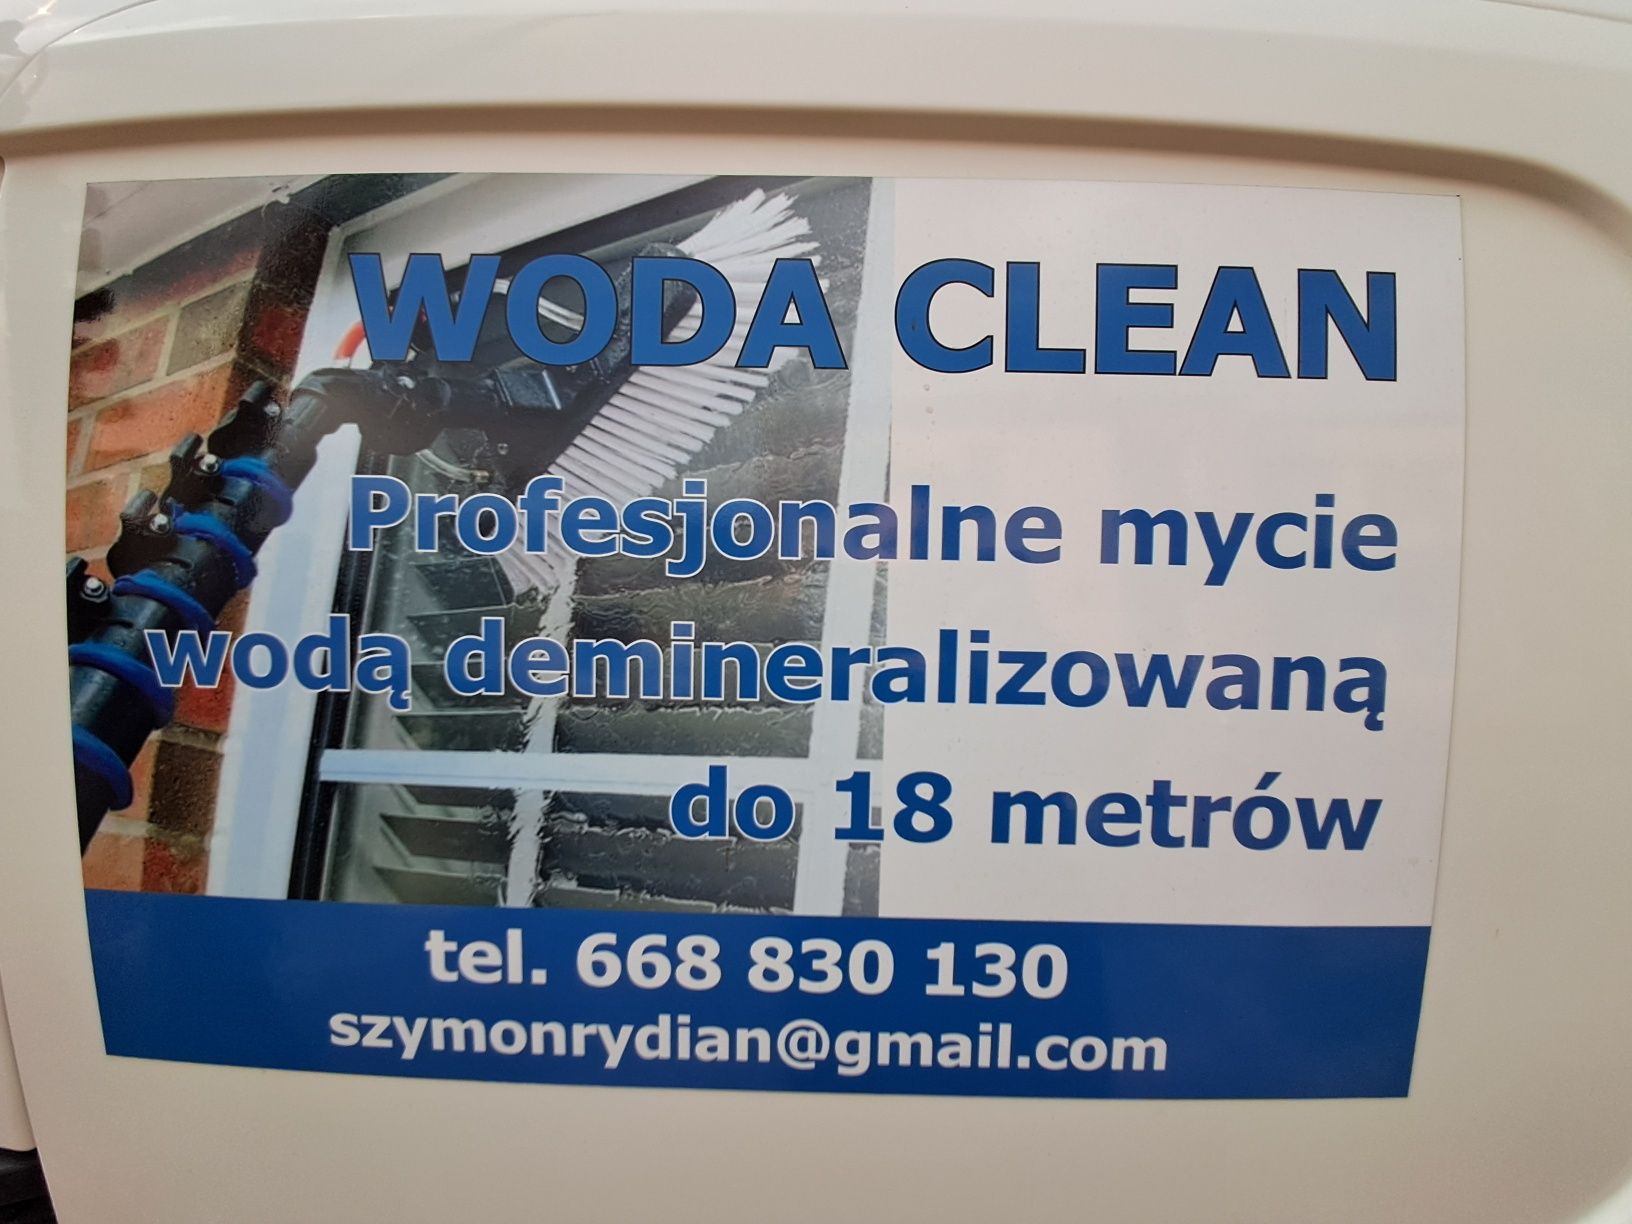 WODA CLEAN
Profesjonalne mycie
wodą demineralizowaną
do 18 metrów
tel. 668 830 130
szymonrydian@gmail.com